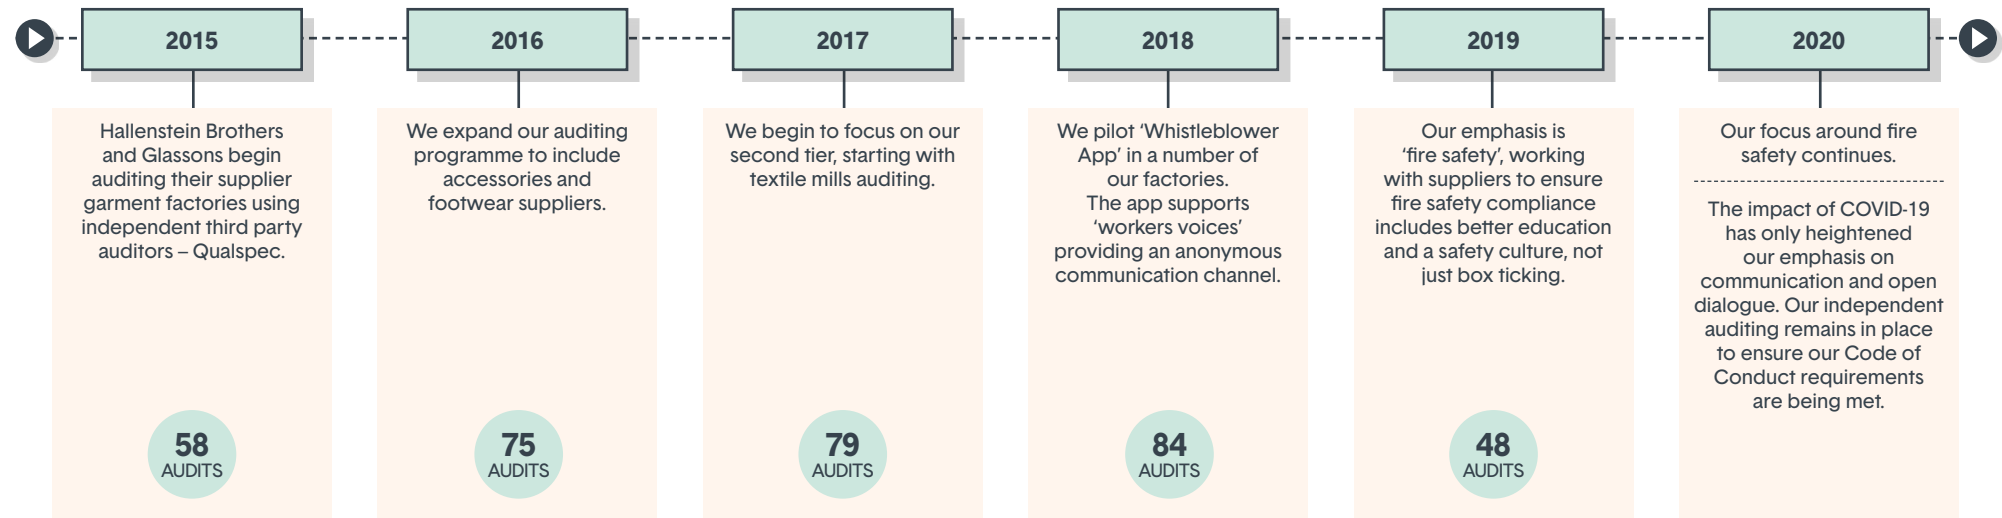 2015
Hallenstein Brothers
and Glassons begin
auditing their supplier
garment factories using
independent third party
auditors – Qualspec.
58
AUDITS
2016
We expand our auditing
programme to include
accessories and
footwear suppliers.
75
AUDITS
2017
We begin to focus on our
second tier, starting with
textile mills auditing.
79
AUDITS
2018
We pilot ‘Whistleblower
App’ in a number of
our factories.
The app supports
‘workers voices’
providing an anonymous
communication channel.
84
AUDITS
2019
Our emphasis is
‘fire safety’, working
with suppliers to ensure
fire safety compliance
includes better education
and a safety culture, not
just box ticking.
48
AUDITS
2020
Our focus around fire
safety continues.
The impact of COVID-19
has only heightened
our emphasis on
communication and open
dialogue. Our independent
auditing remains in place
to ensure our Code of
Conduct requirements
are being met.